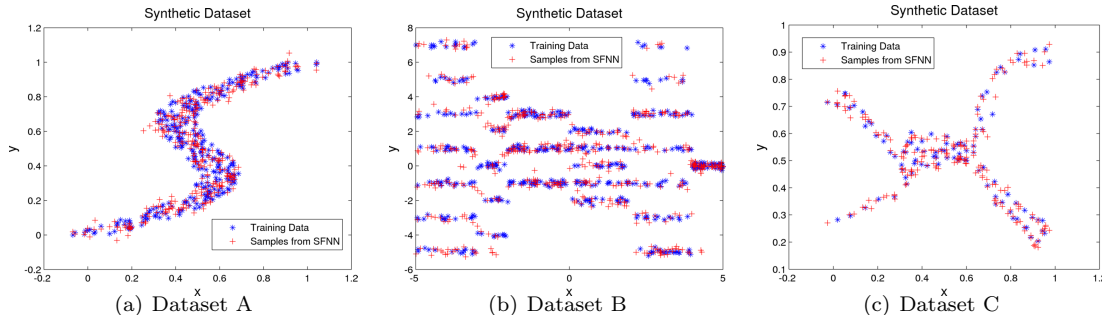 Synthetic Dataset
1.2
1
0.8
0.6
0.4
0.2
0
-0.2
y
-0.2 0 0.2 0.4 0.6 0.8 1 1.2
x
Training Data
Samples from SFNN
(a) Dataset A
Synthetic Dataset
8
6
4
2
0
-2
-4
-6
y
-5 0 5
x
Training Data
Samples from SFNN
(b) Dataset B
Synthetic Dataset
1
0.9
0.8
0.7
0.6
0.5
0.4
0.3
0.2
0.1
y
-0.2 0 0.2 0.4 0.6 0.8 1 1.2
x
Training Data
Samples from SFNN
(c) Dataset C